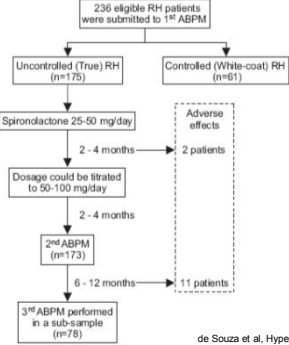 236 eligible RH patients
were submitted to 1st ABPM
Uncontrolled (True) RH
(n=175)
Controlled (White-coat) RH
(n=61)
Spironolactone 25-50 mg/day
Adverse
effects
2 - 4 months
2 patients
Dosage could be titrated
to 50-100 mg/day
2 - 4 months
2nd ABPM
(n=173)
6 - 12 months
11 patients
3rd ABPM performed
in a sub-sample
(n=78)
de Souza et al, Hype